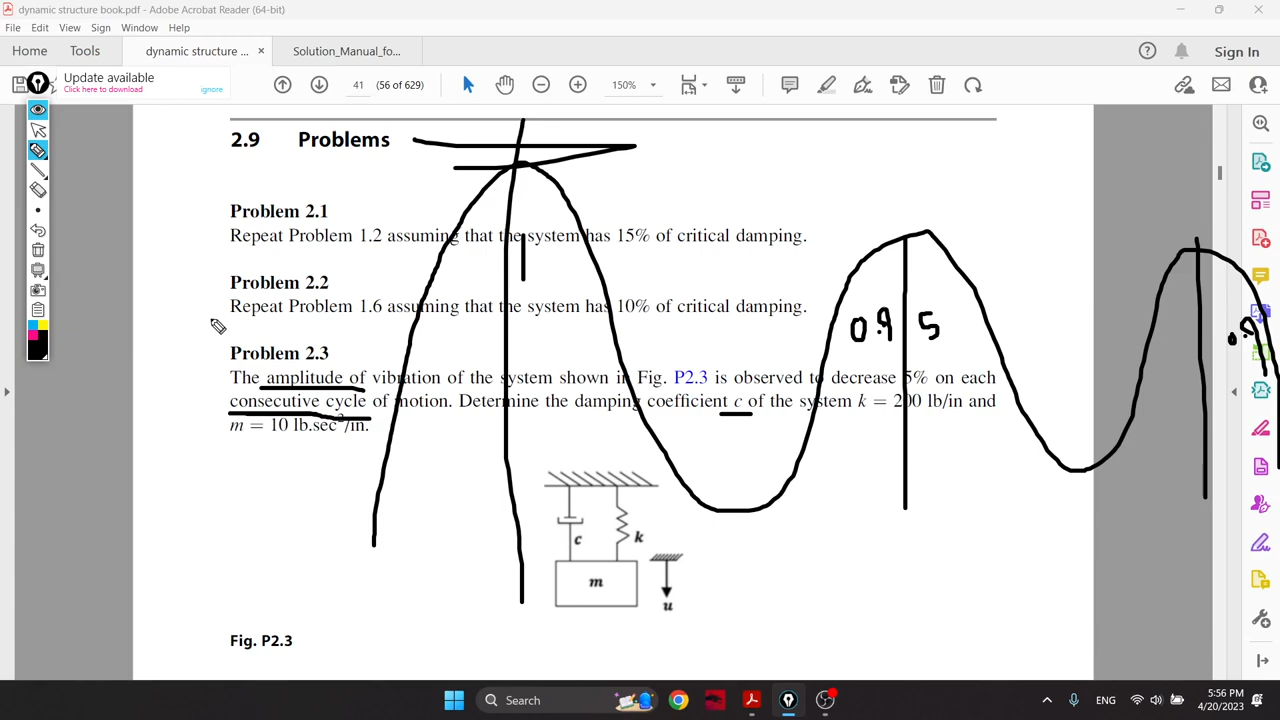 dynamic structure book.pdf - Adobe Acrobat Reader (64-bit)
File Edit View Window Sign Help
Home Tools dynamic structure ... × Solution_Manual_fo... Sign In
Update available
Click here to download ignore
41 (56 of 629) 150%
2.9 Problems
Problem 2.1
Repeat Problem 1.2 assuming that the system has 15% of critical damping.
Problem 2.2
Repeat Problem 1.6 assuming that the system has 10% of critical damping.
Problem 2.3
The amplitude of vibration of the system shown in Fig. P2.3 is observed to decrease 5% on each
consecutive cycle of motion. Determine the damping coefficient c of the system k = 200 lb/in and
m = 10 lb.sec²/in.
0.9 5
0.9
c k
m
u
Fig. P2.3
Search
ENG
5:56 PM
4/20/2023